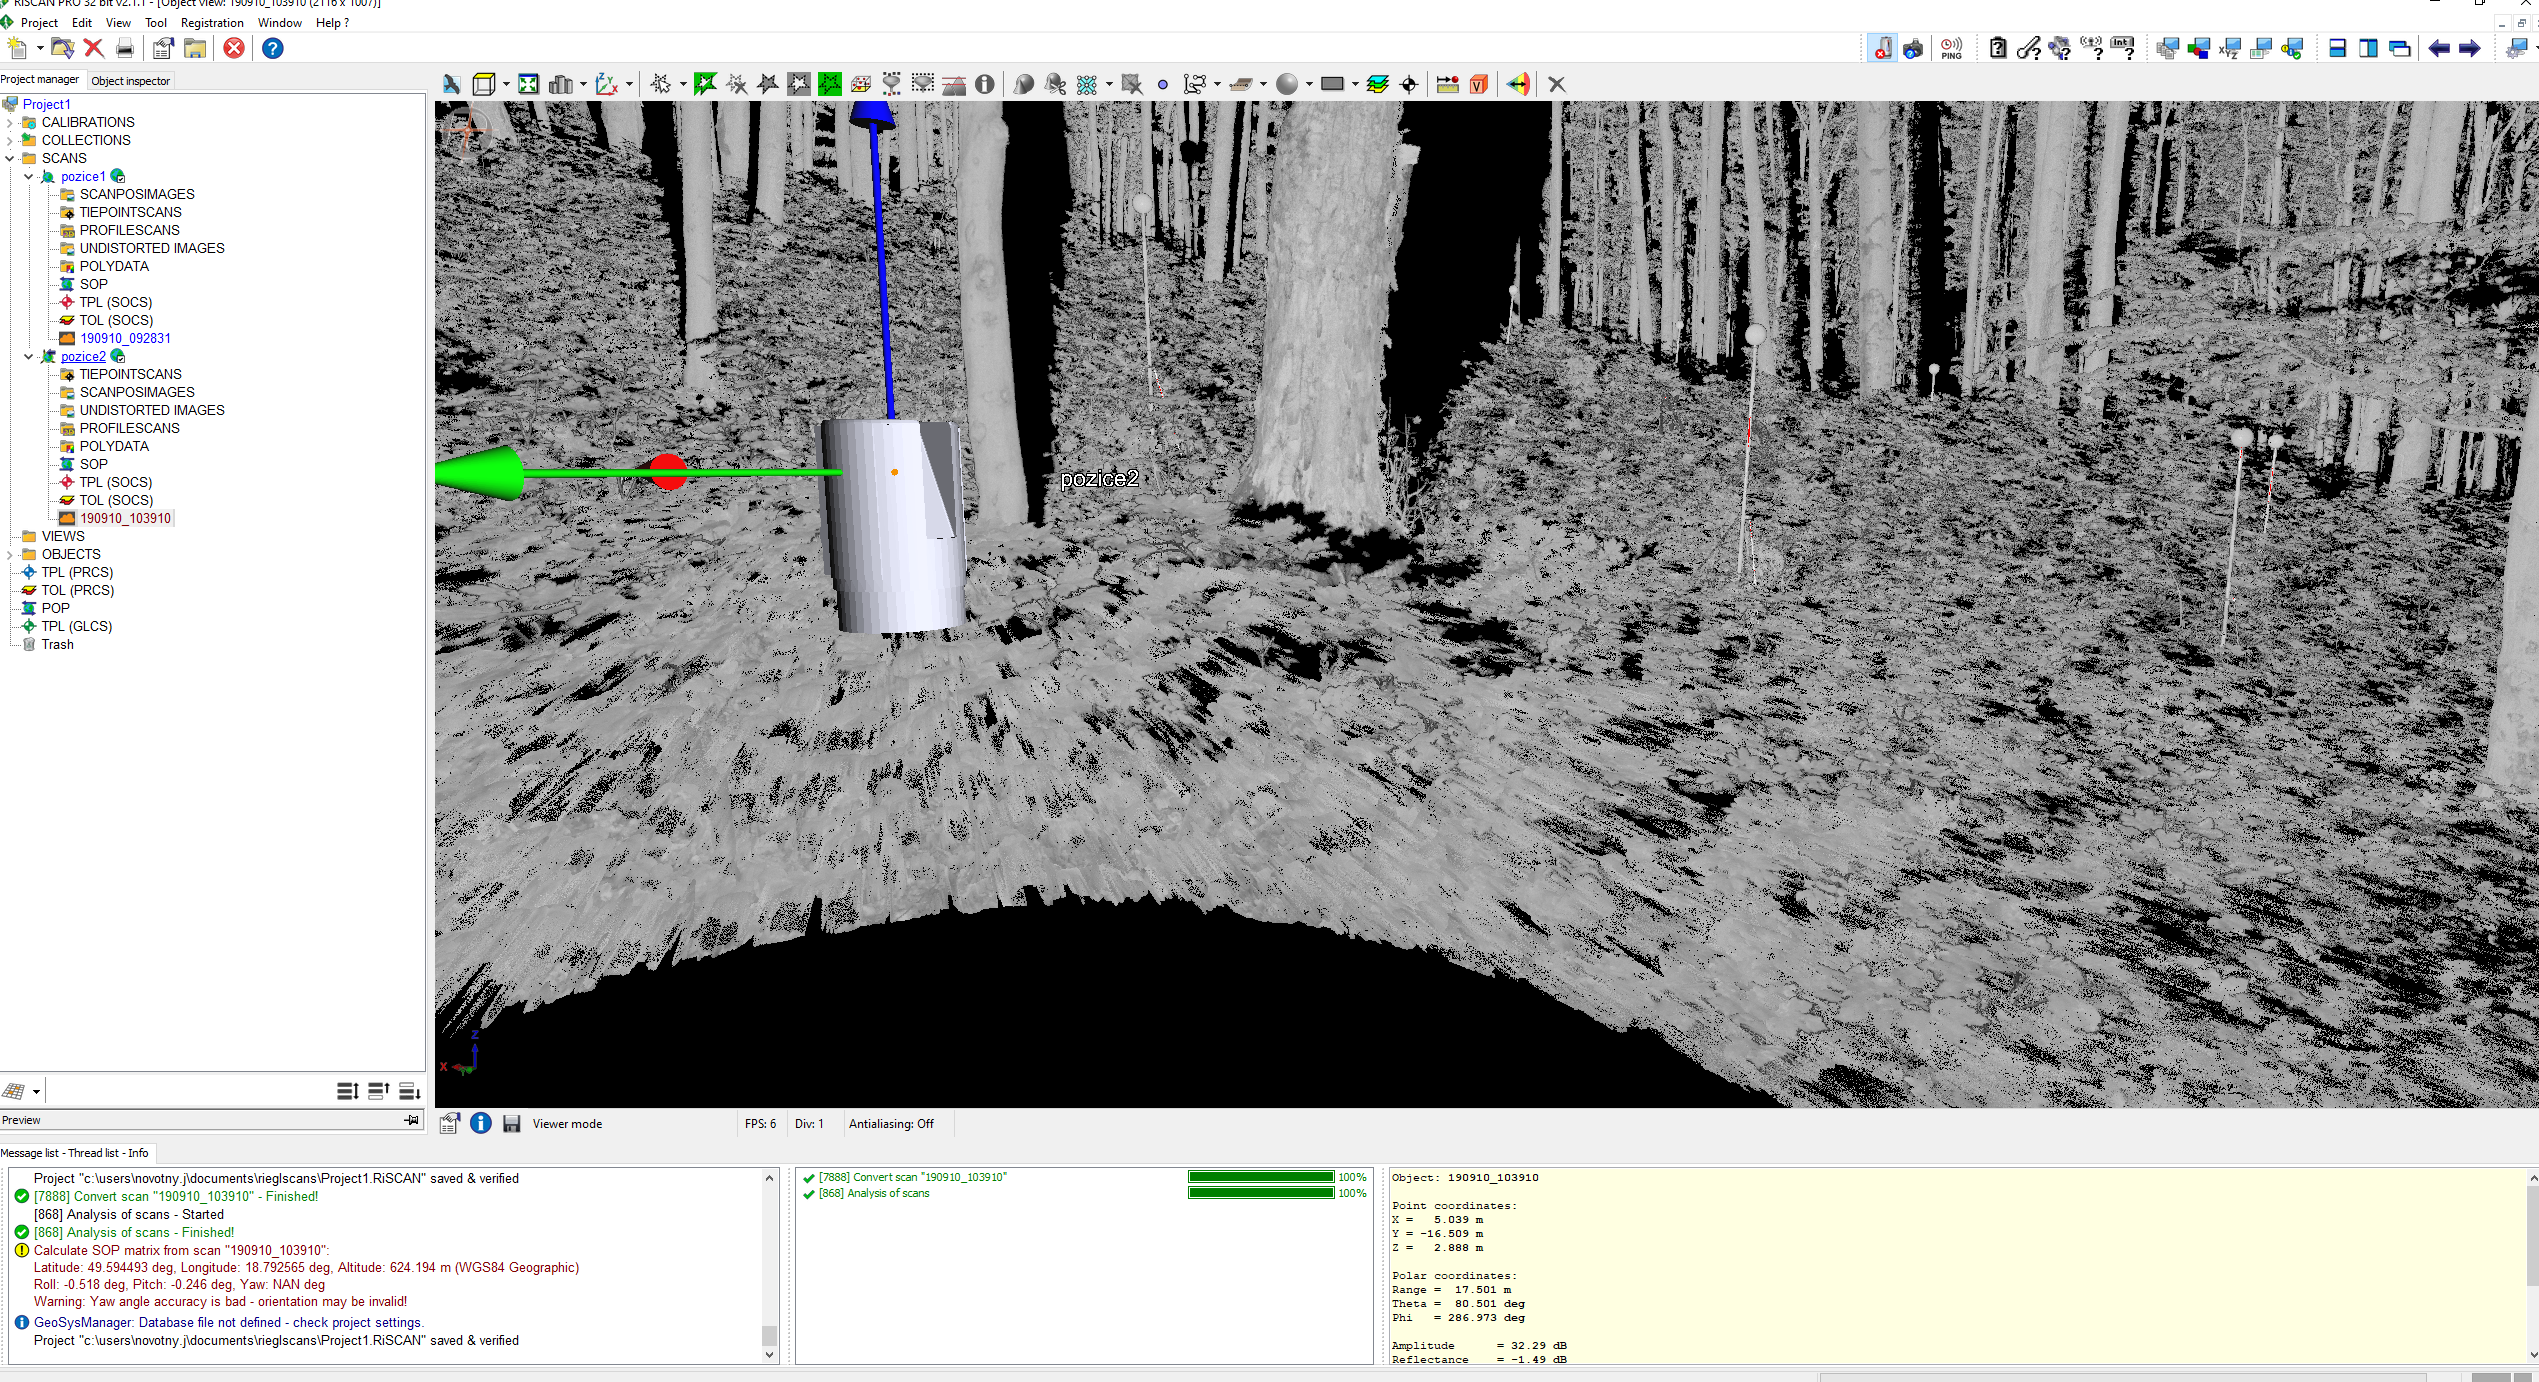 RiSCAN PRO 32 bit v2.1.1 - [Object view: 190910_103910 (2116 x 1007)]
Project Edit View Tool Registration Window Help ?
PING
Project manager Object inspector
Project1
CALIBRATIONS
COLLECTIONS
SCANS
pozice1
SCANPOSIMAGES
TIEPOINTSCANS
PROFILESCANS
UNDISTORTED IMAGES
POLYDATA
SOP
TPL (SOCS)
TOL (SOCS)
190910_092831
pozice2
TIEPOINTSCANS
SCANPOSIMAGES
UNDISTORTED IMAGES
PROFILESCANS
POLYDATA
SOP
TPL (SOCS)
TOL (SOCS)
190910_103910
VIEWS
OBJECTS
TPL (PRCS)
TOL (PRCS)
POP
TPL (GLCS)
Trash
pozice2
Z
X
Y
Preview
Viewer mode FPS: 6 Div: 1 Antialiasing: Off
Message list - Thread list - Info
Project "c:\users\novotny.j\documents\rieglscans\Project1.RiSCAN" saved & verified
[7888] Convert scan "190910_103910" - Finished!
[868] Analysis of scans - Started
[868] Analysis of scans - Finished!
Calculate SOP matrix from scan "190910_103910":
Latitude: 49.594493 deg, Longitude: 18.792565 deg, Altitude: 624.194 m (WGS84 Geographic)
Roll: -0.518 deg, Pitch: -0.246 deg, Yaw: NAN deg
Warning: Yaw angle accuracy is bad - orientation may be invalid!
GeoSysManager: Database file not defined - check project settings.
Project "c:\users\novotny.j\documents\rieglscans\Project1.RiSCAN" saved & verified
[7888] Convert scan "190910_103910" 100%
[868] Analysis of scans 100%
Object: 190910_103910
Point coordinates:
X = 5.039 m
Y = -16.509 m
Z = 2.888 m
Polar coordinates:
Range = 17.501 m
Theta = 80.501 deg
Phi = 286.973 deg
Amplitude = 32.29 dB
Reflectance = -1.49 dB